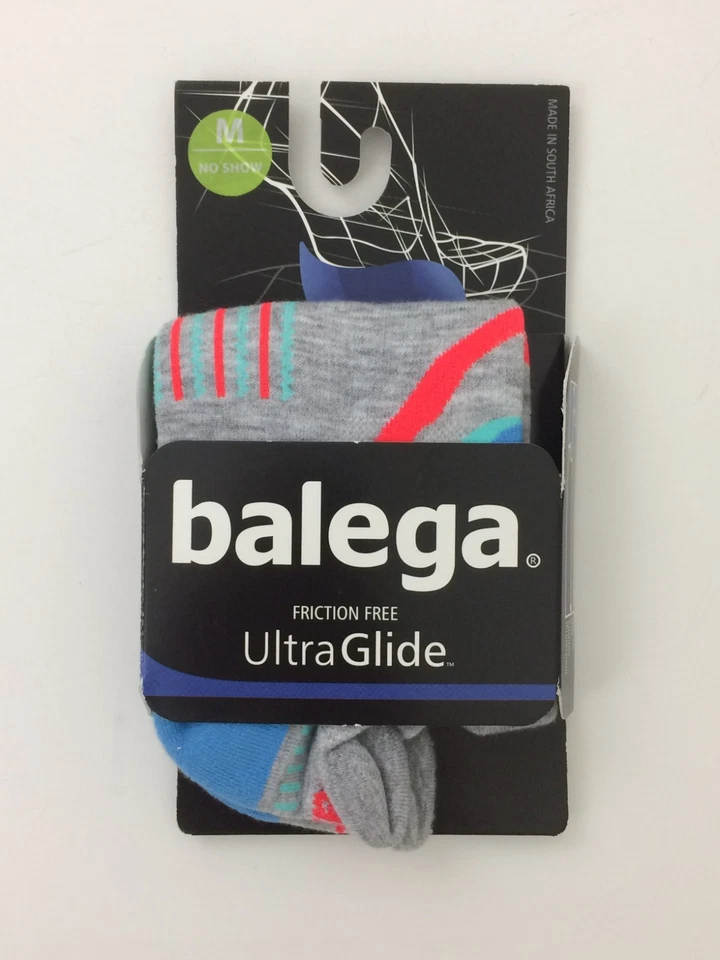 M
NO SHOW
MADE IN SOUTH AFRICA
balega®
FRICTION FREE
UltraGlide™